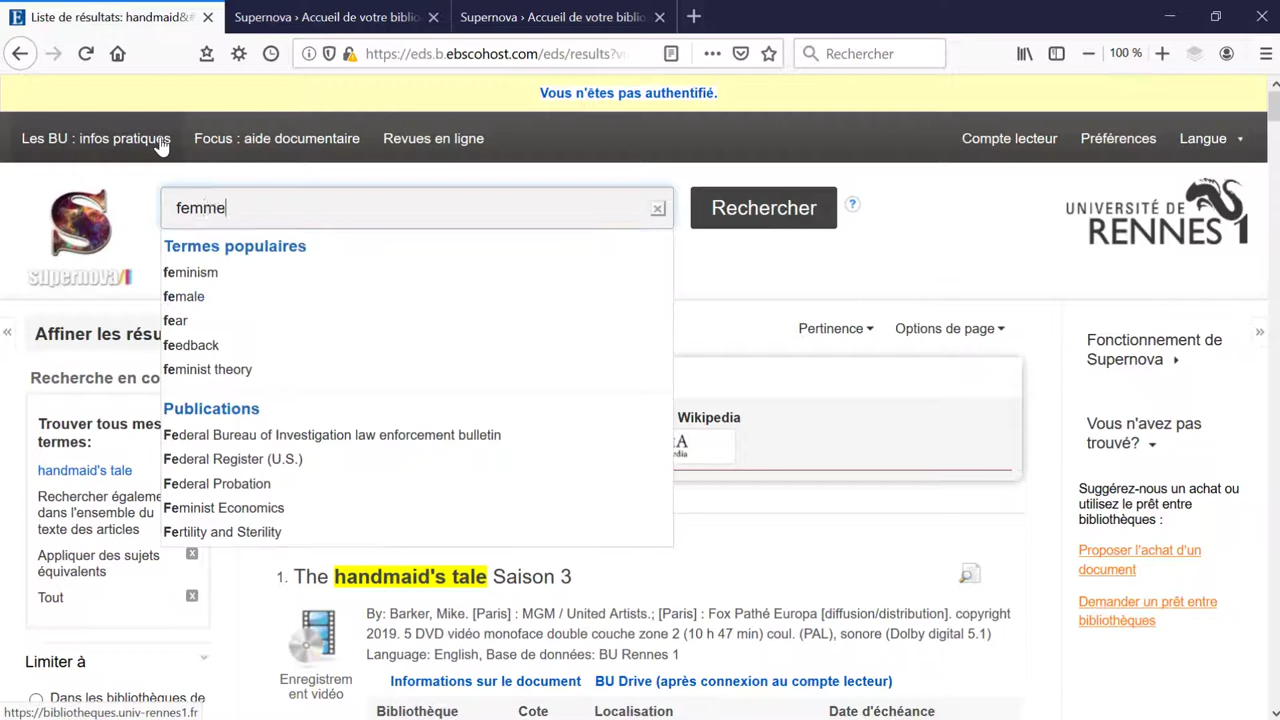 Liste de résultats: handmaid&#
Supernova › Accueil de votre biblio
Supernova › Accueil de votre biblio
https://eds.b.ebscohost.com/eds/results?v
Rechercher
100 %
Vous n'êtes pas authentifié.
Les BU : infos pratiques
Focus : aide documentaire
Revues en ligne
Compte lecteur
Préférences
Langue
supernova
femme
Rechercher
?
UNIVERSITÉ DE
RENNES 1
Termes populaires
feminism
female
fear
feedback
feminist theory
Publications
Federal Bureau of Investigation law enforcement bulletin
Federal Register (U.S.)
Federal Probation
Feminist Economics
Fertility and Sterility
«
Affiner les résu
Recherche en co
Trouver tous mes
termes:
handmaid's tale
Rechercher égaleme
dans l'ensemble du
texte des articles
Appliquer des sujets
équivalents
Tout
Limiter à
Dans les bibliothèques de
https://bibliotheques.univ-rennes1.fr
Pertinence
Options de page
Wikipedia
1. The handmaid's tale Saison 3
By: Barker, Mike. [Paris] : MGM / United Artists.; [Paris] : Fox Pathé Europa [diffusion/distribution]. copyright
2019. 5 DVD vidéo monoface double couche zone 2 (10 h 47 min) coul. (PAL), sonore (Dolby digital 5.1)
Language: English, Base de données: BU Rennes 1
Enregistrem
ent vidéo
Informations sur le document
BU Drive (après connexion au compte lecteur)
Bibliothèque
Cote
Localisation
Date d'échéance
»
Fonctionnement de
Supernova
Vous n'avez pas
trouvé?
Suggérez-nous un achat ou
utilisez le prêt entre
bibliothèques :
Proposer l'achat d'un
document
Demander un prêt entre
bibliothèques